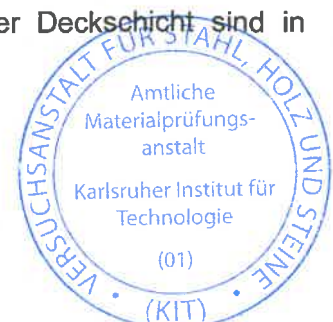 er Deckschicht sind in
VERSUCHSANSTALT FÜR STAHL, HOLZ UND STEINE
Amtliche
Materialprüfungs-
anstalt
Karlsruher Institut für
Technologie
(01)
(KIT)